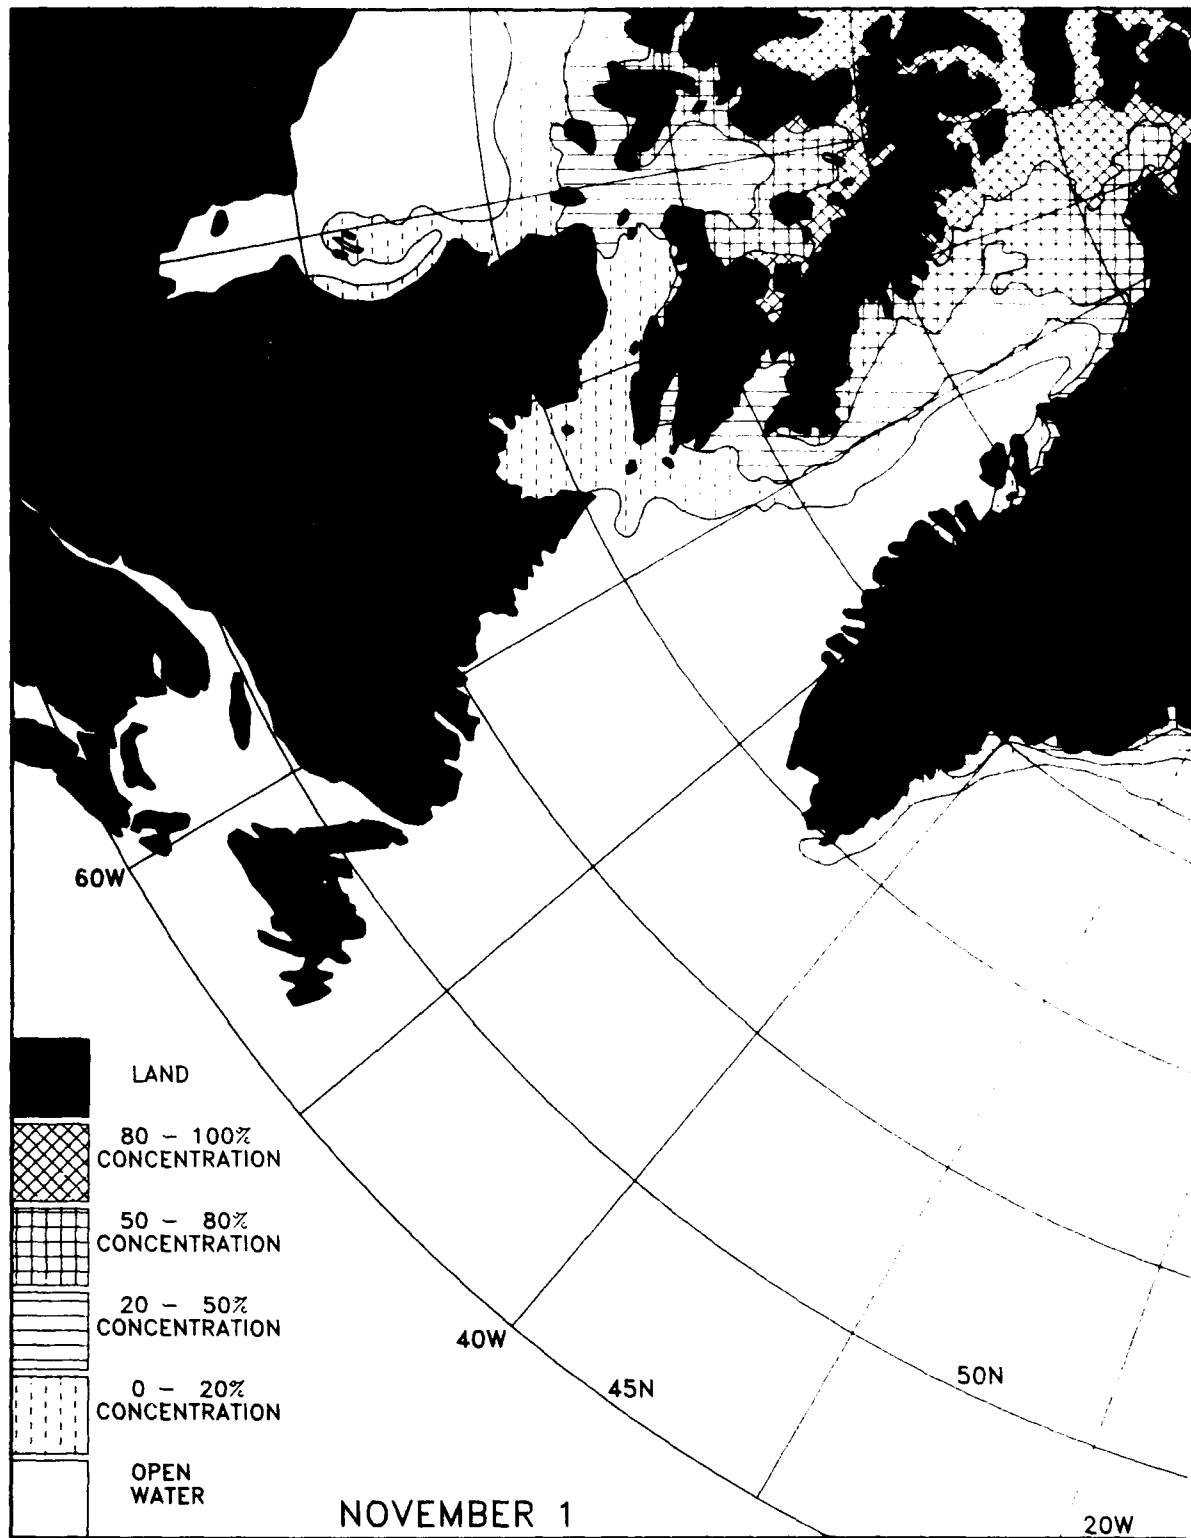 60W
LAND
80 - 100%
CONCENTRATION
50 - 80%
CONCENTRATION
20 - 50%
CONCENTRATION
0 - 20%
CONCENTRATION
OPEN
WATER
40W
45N
50N
NOVEMBER 1
20W